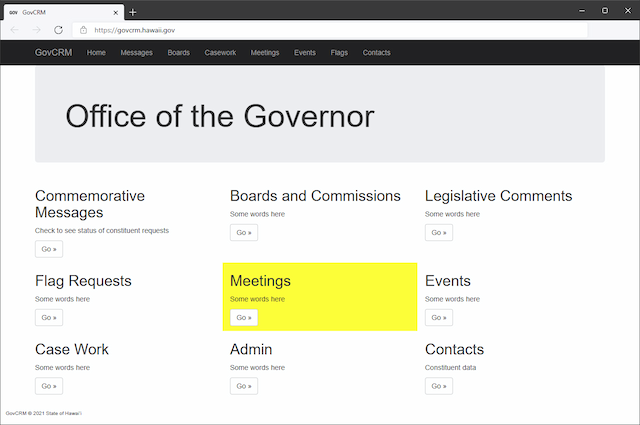 GOV GovCRM
https://govcrm.hawaii.gov
GovCRM Home Messages Boards Casework Meetings Events Flags Contacts
Office of the Governor
Commemorative
Messages
Check to see status of constituent requests
Go »
Boards and Commissions
Some words here
Go »
Legislative Comments
Some words here
Go »
Flag Requests
Some words here
Go »
Meetings
Some words here
Go »
Events
Some words here
Go »
Case Work
Some words here
Go »
Admin
Some words here
Go »
Contacts
Constituent data
Go »
GovCRM © 2021 State of Hawai'i